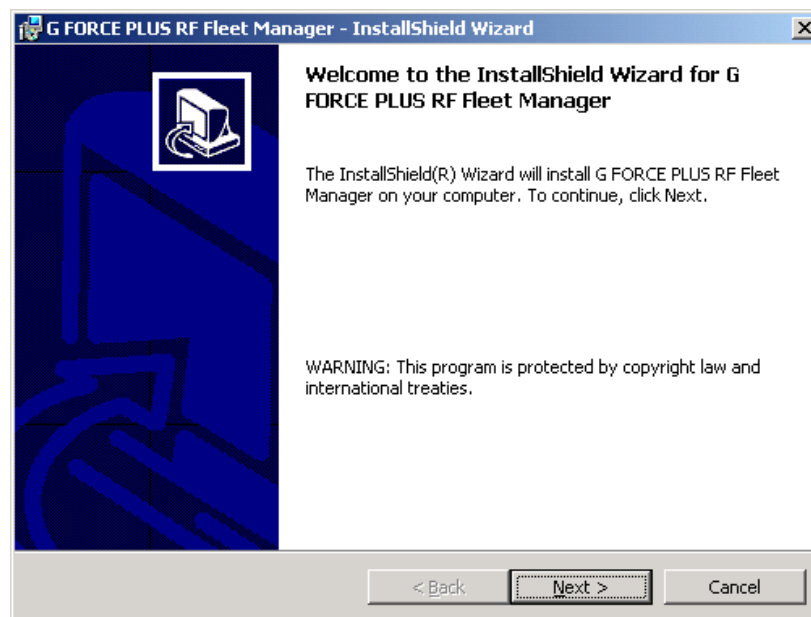 G FORCE PLUS RF Fleet Manager - InstallShield Wizard
Welcome to the InstallShield Wizard for G
FORCE PLUS RF Fleet Manager
The InstallShield(R) Wizard will install G FORCE PLUS RF Fleet
Manager on your computer. To continue, click Next.
WARNING: This program is protected by copyright law and
international treaties.
< Back Next > Cancel